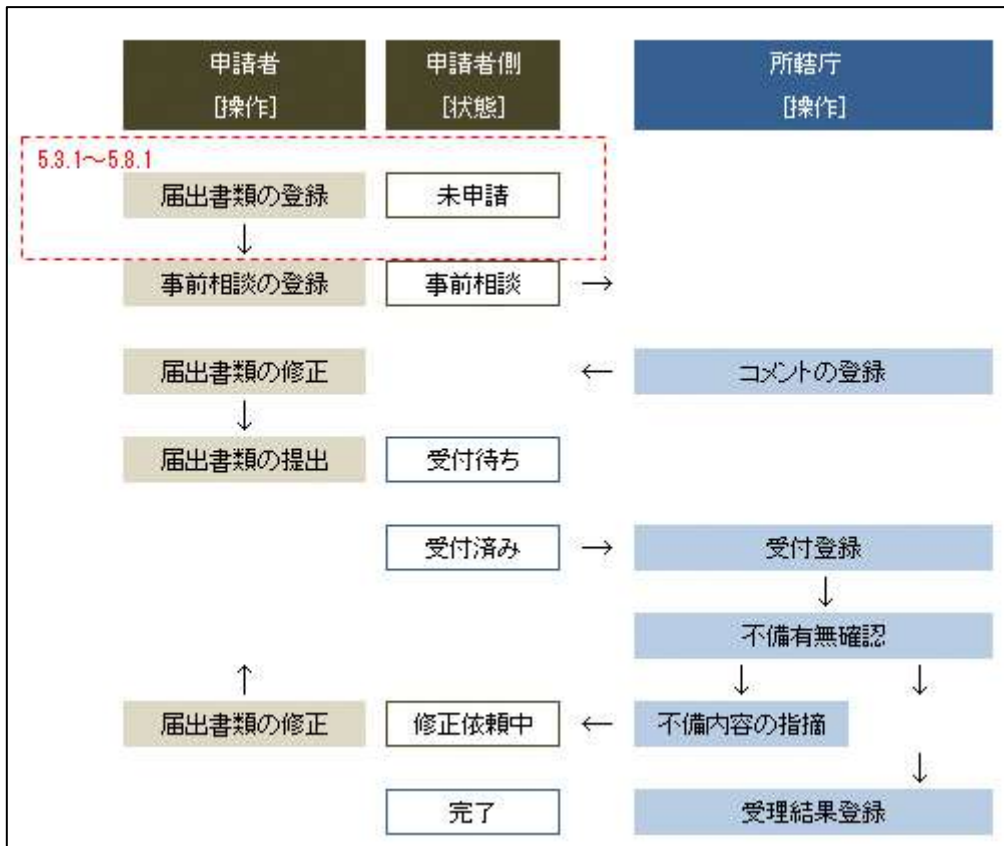 申請者
[操作]
申請者側
[状態]
所轄庁
[操作]
5.3.1～5.8.1
届出書類の登録
未申請
↓
事前相談の登録
事前相談
→
届出書類の修正
←
コメントの登録
↓
届出書類の提出
受付待ち
受付済み
→
受付登録
↓
不備有無確認
↑
↓
↓
届出書類の修正
修正依頼中
←
不備内容の指摘
↓
完了
受理結果登録